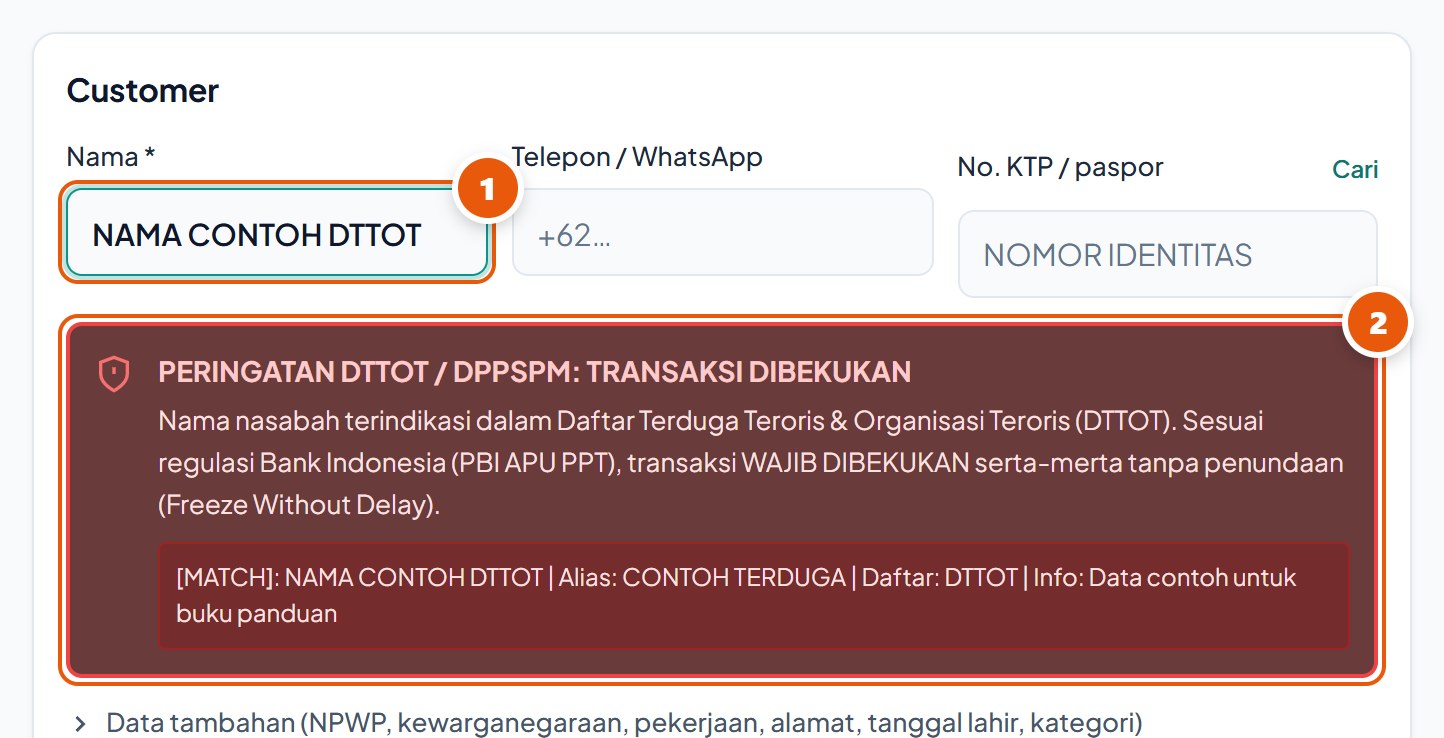 Customer
Nama *
Telepon / WhatsApp
No. KTP / paspor
Cari
1
NAMA CONTOH DTTOT
+62...
NOMOR IDENTITAS
2
PERINGATAN DTTOT / DPPSPM: TRANSAKSI DIBEKUKAN
Nama nasabah terindikasi dalam Daftar Terduga Teroris & Organisasi Teroris (DTTOT). Sesuai
regulasi Bank Indonesia (PBI APU PPT), transaksi WAJIB DIBEKUKAN serta-merta tanpa penundaan
(Freeze Without Delay).
[MATCH]: NAMA CONTOH DTTOT | Alias: CONTOH TERDUGA | Daftar: DTTOT | Info: Data contoh untuk
buku panduan
Data tambahan (NPWP, kewarganegaraan, pekerjaan, alamat, tanggal lahir, kategori)